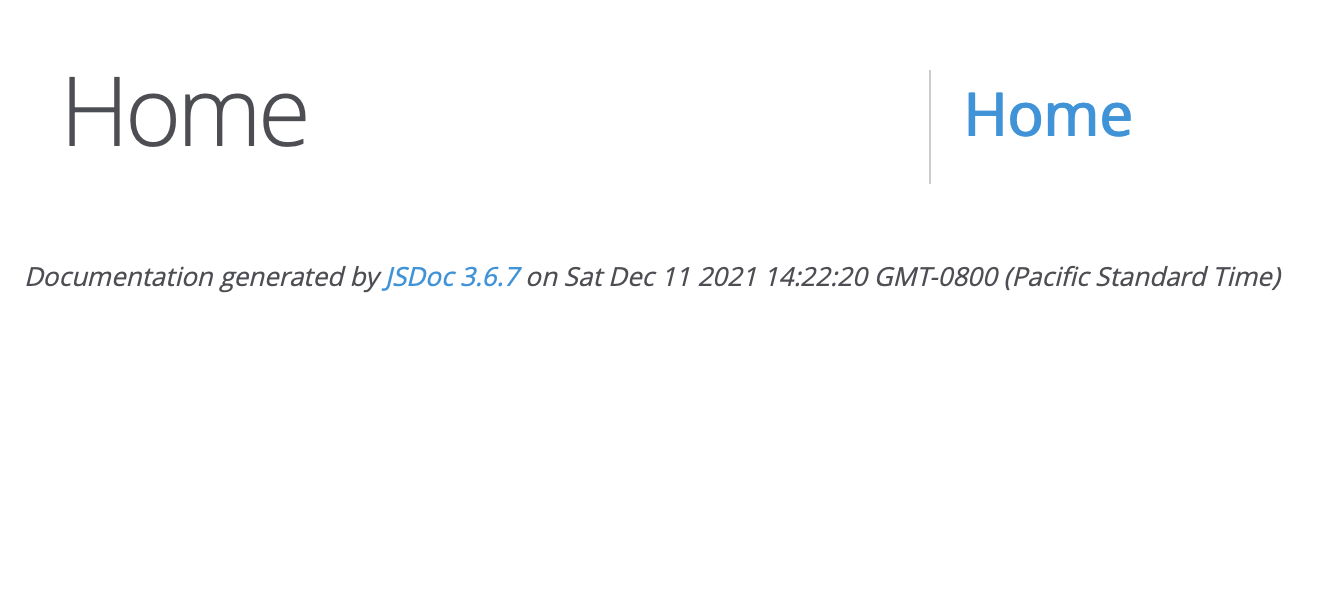 Home
Home
Documentation generated by JSDoc 3.6.7 on Sat Dec 11 2021 14:22:20 GMT-0800 (Pacific Standard Time)